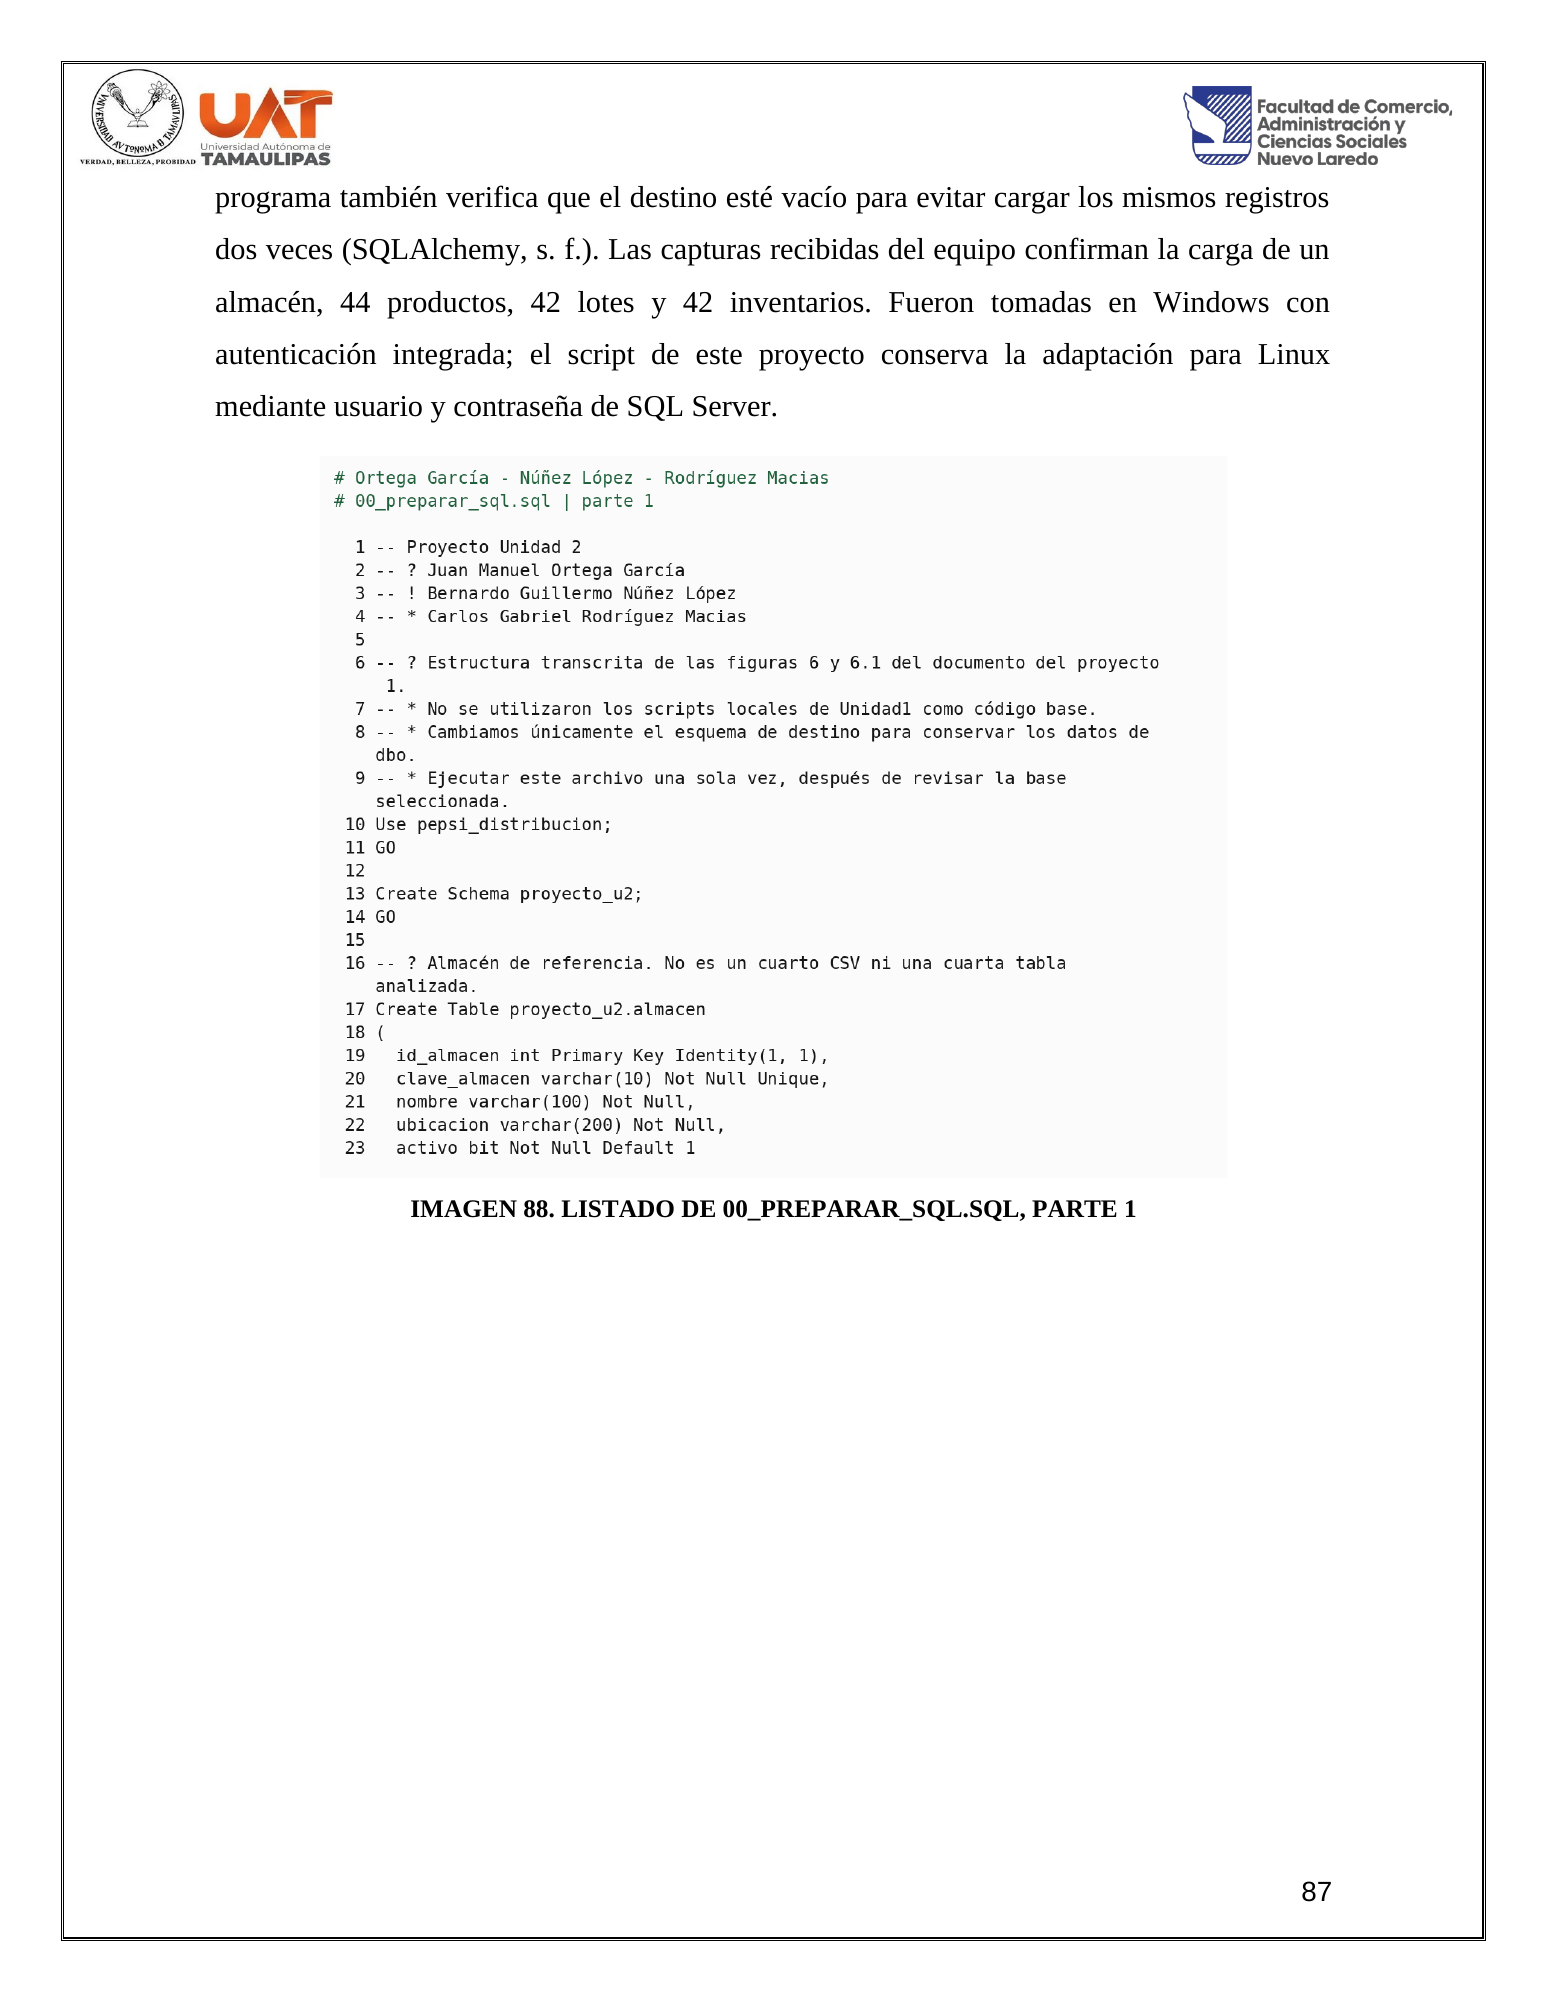 UNIVERSIDAD AUTONOMA DE TAMAULIPAS
VERDAD, BELLEZA, PROBIDAD
UAT
Universidad Autónoma de
TAMAULIPAS
Facultad de Comercio,
Administración y
Ciencias Sociales
Nuevo Laredo
programa también verifica que el destino esté vacío para evitar cargar los mismos registros
dos veces (SQLAlchemy, s. f.). Las capturas recibidas del equipo confirman la carga de un
almacén, 44 productos, 42 lotes y 42 inventarios. Fueron tomadas en Windows con
autenticación integrada; el script de este proyecto conserva la adaptación para Linux
mediante usuario y contraseña de SQL Server.
# Ortega García - Núñez López - Rodríguez Macias
# 00_preparar_sql.sql | parte 1
1 -- Proyecto Unidad 2
2 -- ? Juan Manuel Ortega García
3 -- ! Bernardo Guillermo Núñez López
4 -- * Carlos Gabriel Rodríguez Macias
5
6 -- ? Estructura transcrita de las figuras 6 y 6.1 del documento del proyecto
1.
7 -- * No se utilizaron los scripts locales de Unidad1 como código base.
8 -- * Cambiamos únicamente el esquema de destino para conservar los datos de
dbo.
9 -- * Ejecutar este archivo una sola vez, después de revisar la base
seleccionada.
10 Use pepsi_distribucion;
11 GO
12
13 Create Schema proyecto_u2;
14 GO
15
16 -- ? Almacén de referencia. No es un cuarto CSV ni una cuarta tabla
analizada.
17 Create Table proyecto_u2.almacen
18 (
19   id_almacen int Primary Key Identity(1, 1),
20   clave_almacen varchar(10) Not Null Unique,
21   nombre varchar(100) Not Null,
22   ubicacion varchar(200) Not Null,
23   activo bit Not Null Default 1
IMAGEN 88. LISTADO DE 00_PREPARAR_SQL.SQL, PARTE 1
87